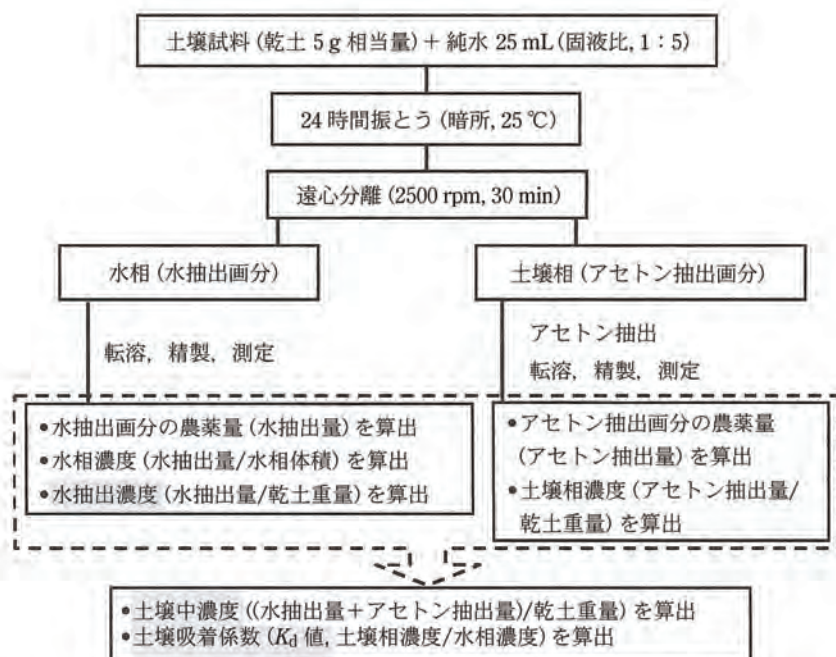 土壌試料 (乾土 5 g 相当量) + 純水 25 mL (固液比, 1 : 5)
24 時間振とう (暗所, 25 ℃)
遠心分離 (2500 rpm, 30 min)
水相 (水抽出画分)
土壌相 (アセトン抽出画分)
転溶, 精製, 測定
アセトン抽出
転溶, 精製, 測定
•水抽出画分の農薬量 (水抽出量) を算出
•水相濃度 (水抽出量/水相体積) を算出
•水抽出濃度 (水抽出量/乾土重量) を算出
•アセトン抽出画分の農薬量
(アセトン抽出量) を算出
•土壌相濃度 (アセトン抽出量/
乾土重量) を算出
•土壌中濃度 ((水抽出量+アセトン抽出量)/乾土重量) を算出
•土壌吸着係数 (Kd 値, 土壌相濃度/水相濃度) を算出